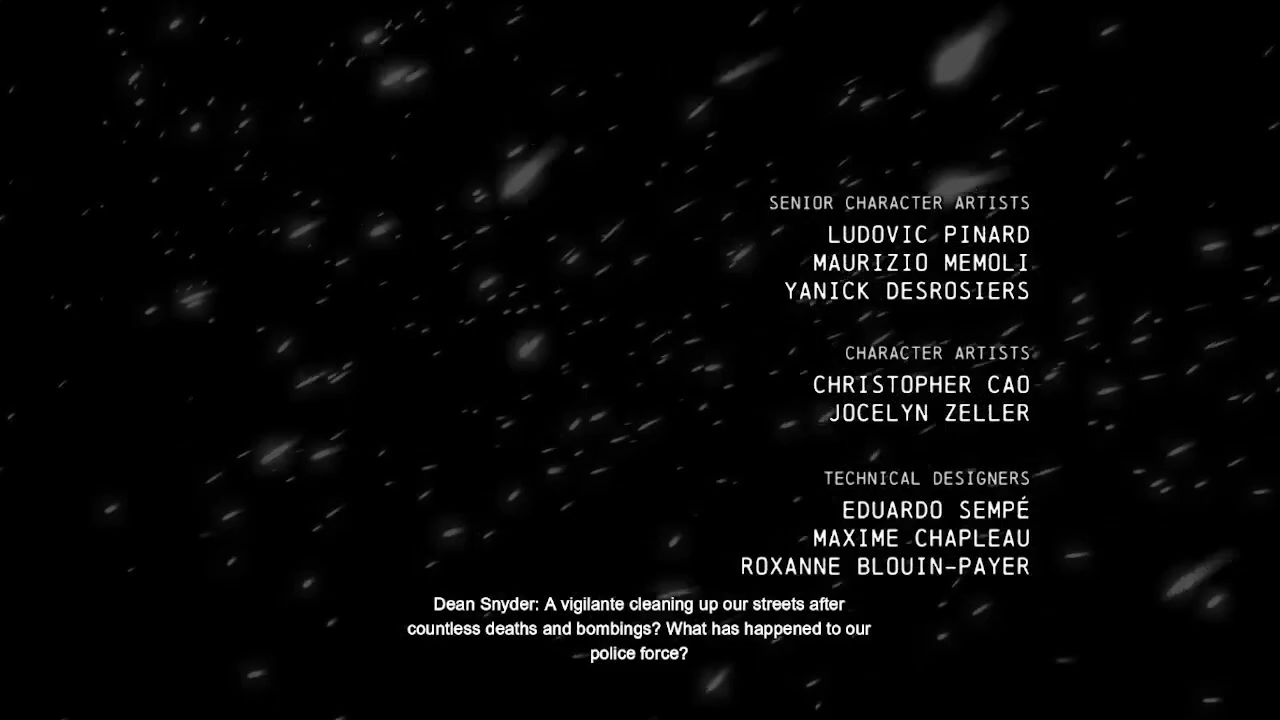 SENIOR CHARACTER ARTISTS
LUDOVIC PINARD
MAURIZIO MEMOLI
YANICK DESROSIERS
CHARACTER ARTISTS
CHRISTOPHER CAO
JOCELYN ZELLER
TECHNICAL DESIGNERS
EDUARDO SEMPÉ
MAXIME CHAPLEAU
ROXANNE BLOUIN-PAYER
Dean Snyder: A vigilante cleaning up our streets after
countless deaths and bombings? What has happened to our
police force?